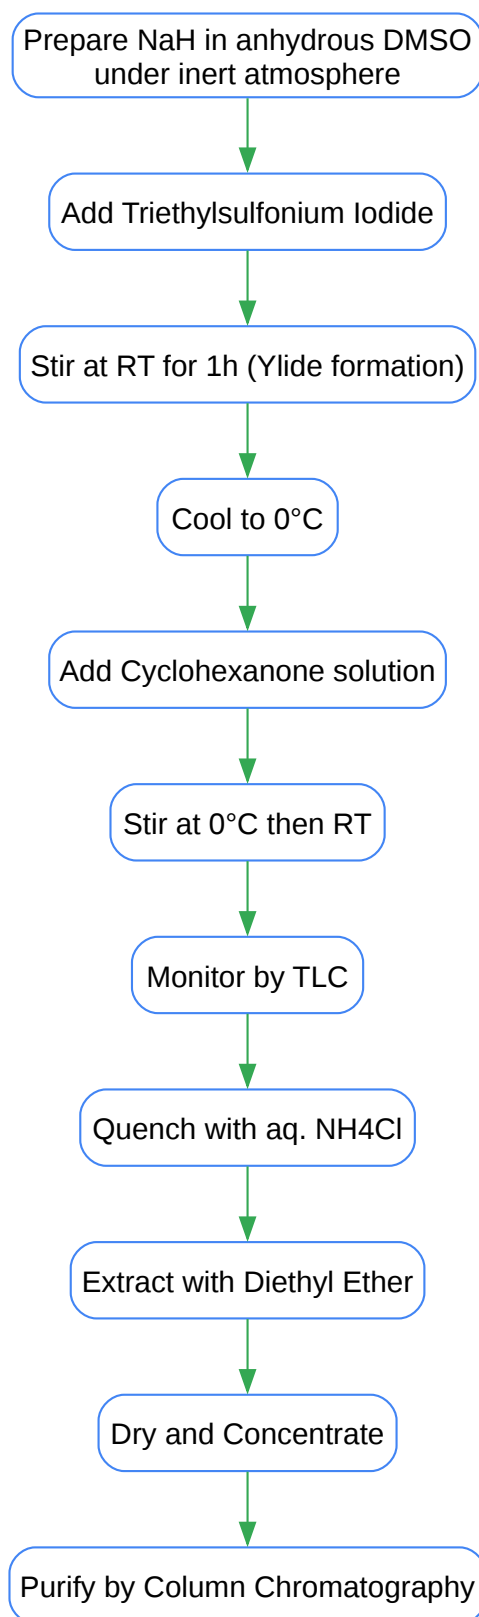 Prepare NaH in anhydrous DMSO
under inert atmosphere
Add Triethylsulfonium Iodide
Stir at RT for 1h (Ylide formation)
Cool to 0°C
Add Cyclohexanone solution
Stir at 0°C then RT
Monitor by TLC
Quench with aq. NH4Cl
Extract with Diethyl Ether
Dry and Concentrate
Purify by Column Chromatography